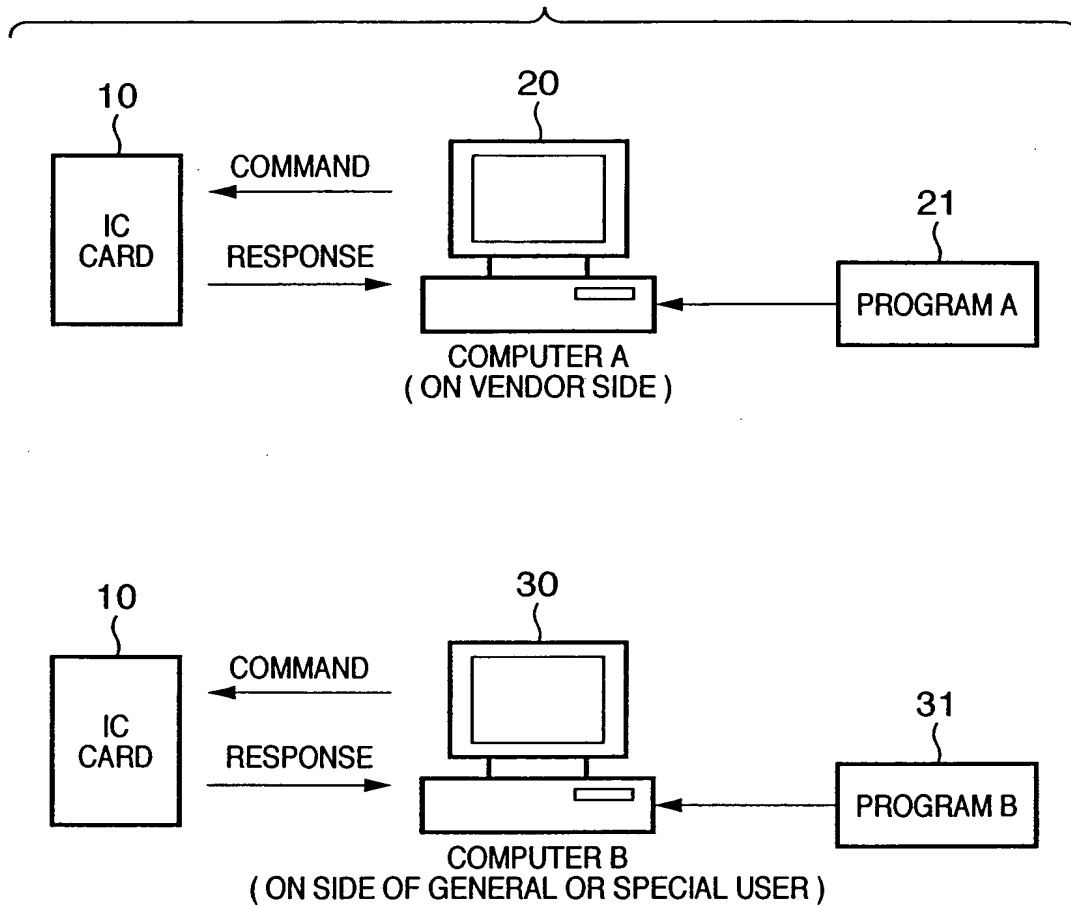 10
20
COMMAND
21
IC
CARD
RESPONSE
PROGRAM A
COMPUTER A
( ON VENDOR SIDE )
10
30
COMMAND
31
IC
CARD
RESPONSE
PROGRAM B
COMPUTER B
( ON SIDE OF GENERAL OR SPECIAL USER )